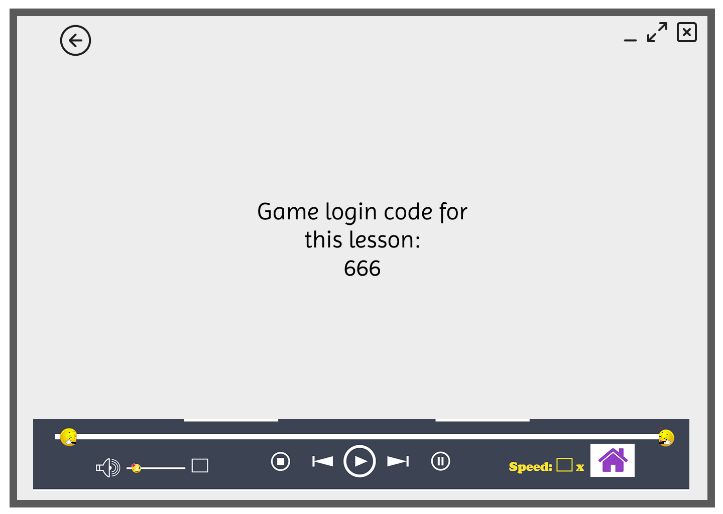 Game login code for
this lesson:
666
Speed: x